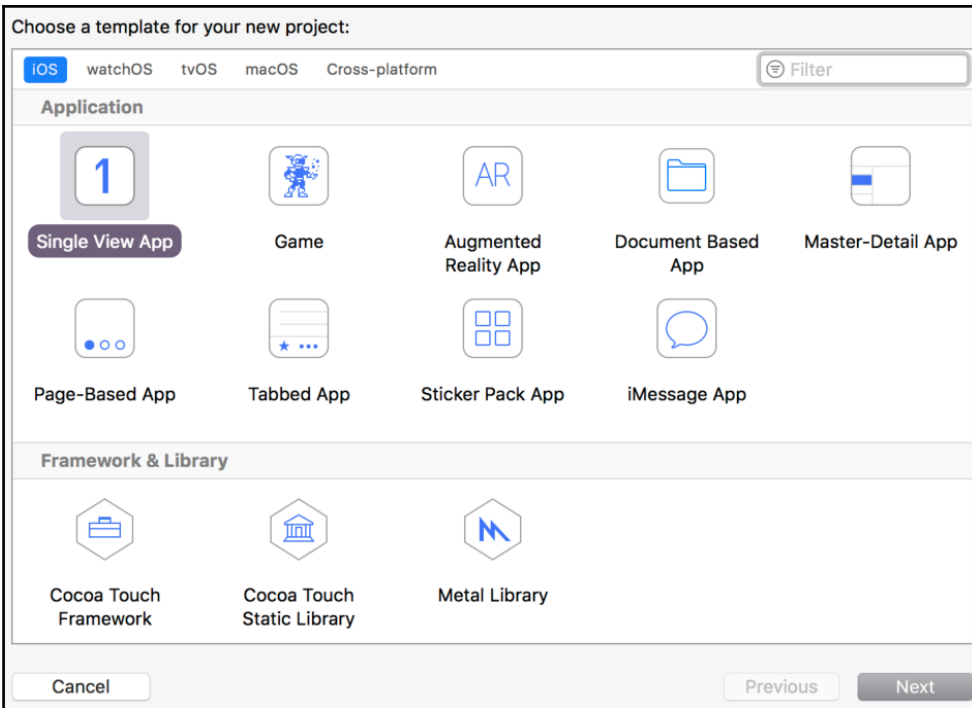 Choose a template for your new project:
iOS watchOS tvOS macOS Cross-platform Filter
Application
1 AR
Single View App Game Augmented Reality App Document Based App Master-Detail App
Page-Based App Tabbed App Sticker Pack App iMessage App
Framework & Library
Cocoa Touch Framework Cocoa Touch Static Library Metal Library
Cancel Previous Next